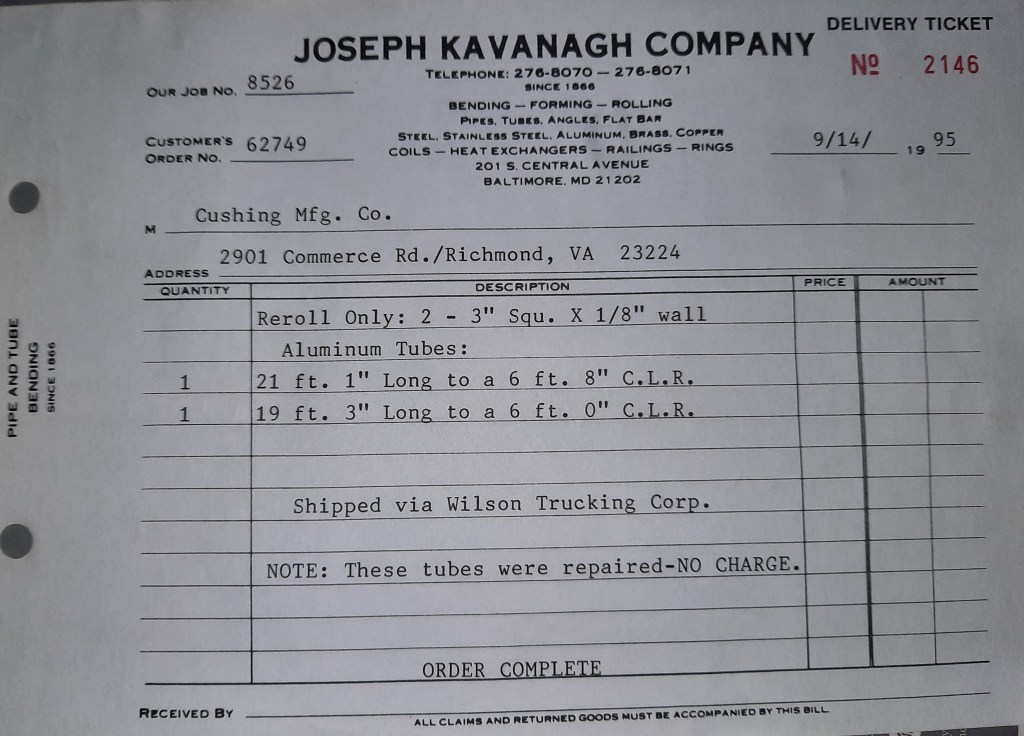 DELIVERY TICKET
JOSEPH KAVANAGH COMPANY
Nº 2146
TELEPHONE: 276-8070 — 276-8071
SINCE 1866
OUR JOB NO. 8526
BENDING — FORMING — ROLLING
PIPES, TUBES, ANGLES, FLAT BAR
STEEL, STAINLESS STEEL, ALUMINUM, BRASS, COPPER
COILS — HEAT EXCHANGERS — RAILINGS — RINGS
201 S. CENTRAL AVENUE
BALTIMORE, MD 21202
CUSTOMER'S ORDER NO. 62749
9/14/ 19 95
M Cushing Mfg. Co.
ADDRESS 2901 Commerce Rd./Richmond, VA 23224
QUANTITY DESCRIPTION PRICE AMOUNT
Reroll Only: 2 - 3" Squ. X 1/8" wall
Aluminum Tubes:
1 21 ft. 1" Long to a 6 ft. 8" C.L.R.
1 19 ft. 3" Long to a 6 ft. 0" C.L.R.
Shipped via Wilson Trucking Corp.
NOTE: These tubes were repaired-NO CHARGE.
ORDER COMPLETE
RECEIVED BY
ALL CLAIMS AND RETURNED GOODS MUST BE ACCOMPANIED BY THIS BILL
PIPE AND TUBE
BENDING
SINCE 1866